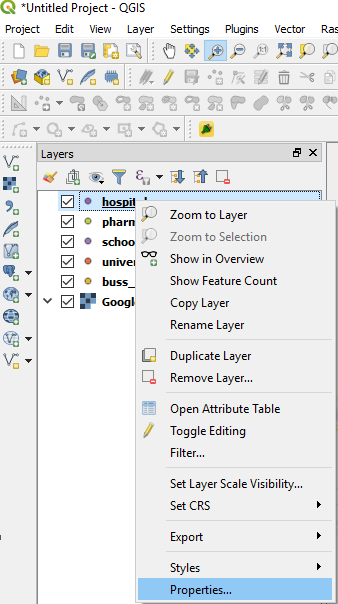 *Untitled Project - QGIS
Project Edit View Layer Settings Plugins Vector Ras
Layers
hospital
Zoom to Layer
Zoom to Selection
pharm
Show in Overview
schoo
Show Feature Count
univer
Copy Layer
buss_
Rename Layer
Google
Duplicate Layer
Remove Layer...
Open Attribute Table
Toggle Editing
Filter...
Set Layer Scale Visibility...
Set CRS
Export
Styles
Properties...